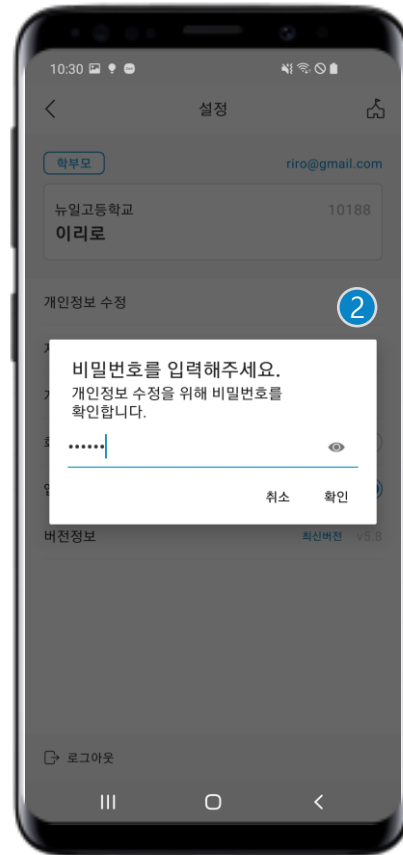 10:30
설정
학부모 riro@gmail.com
뉴일고등학교 10188
이리로
개인정보 수정
2
비밀번호를 입력해주세요.
개인정보 수정을 위해 비밀번호를
확인합니다.
••••••
취소 확인
버전정보 최신버전 v5.8
로그아웃